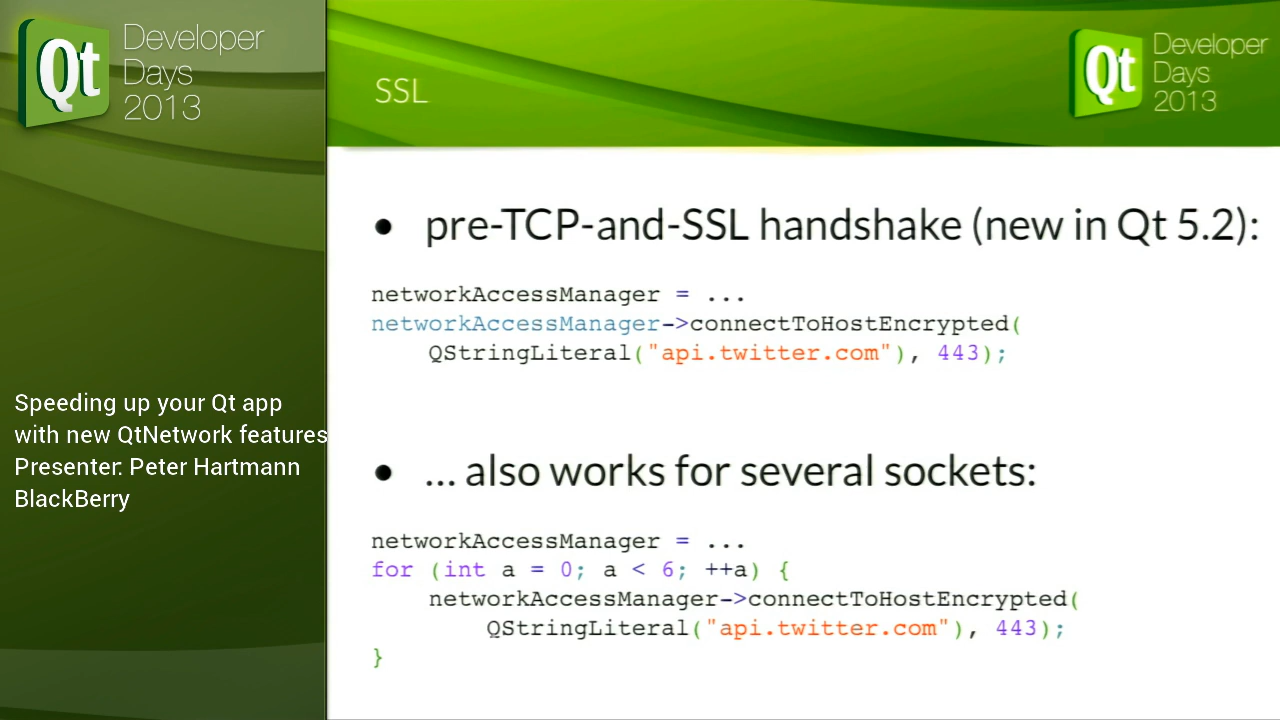 Qt Developer
Days
2013
SSL
Qt Developer
Days
2013
• pre-TCP-and-SSL handshake (new in Qt 5.2):
networkAccessManager = ...
networkAccessManager->connectToHostEncrypted(
    QStringLiteral("api.twitter.com"), 443);
• ... also works for several sockets:
networkAccessManager = ...
for (int a = 0; a < 6; ++a) {
    networkAccessManager->connectToHostEncrypted(
        QStringLiteral("api.twitter.com"), 443);
}
Speeding up your Qt app
with new QtNetwork features
Presenter: Peter Hartmann
BlackBerry